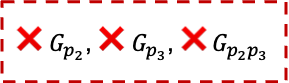 ❌ G_{p_2}, ❌ G_{p_3}, ❌ G_{p_2p_3}